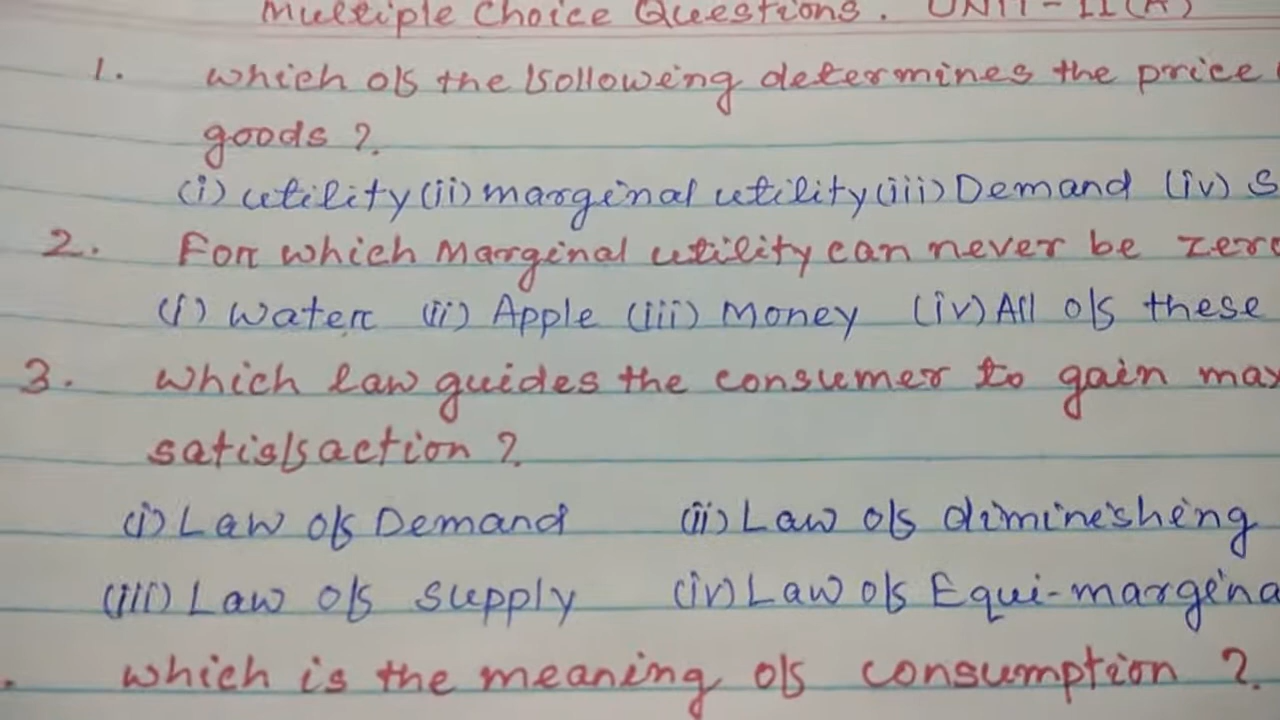 Multiple Choice Questions. UNIT-II(A)
1. which of the following determines the price
goods?
(i) utility (ii) marginal utility (iii) Demand (iv) S
2. For which Marginal utility can never be zero
(i) Water (ii) Apple (iii) Money (iv) All of these
3. which law guides the consumer to gain max
satisfaction?
(i) Law of Demand (ii) Law of diminishing
(iii) Law of supply (iv) Law of Equi-margina
which is the meaning of consumption?